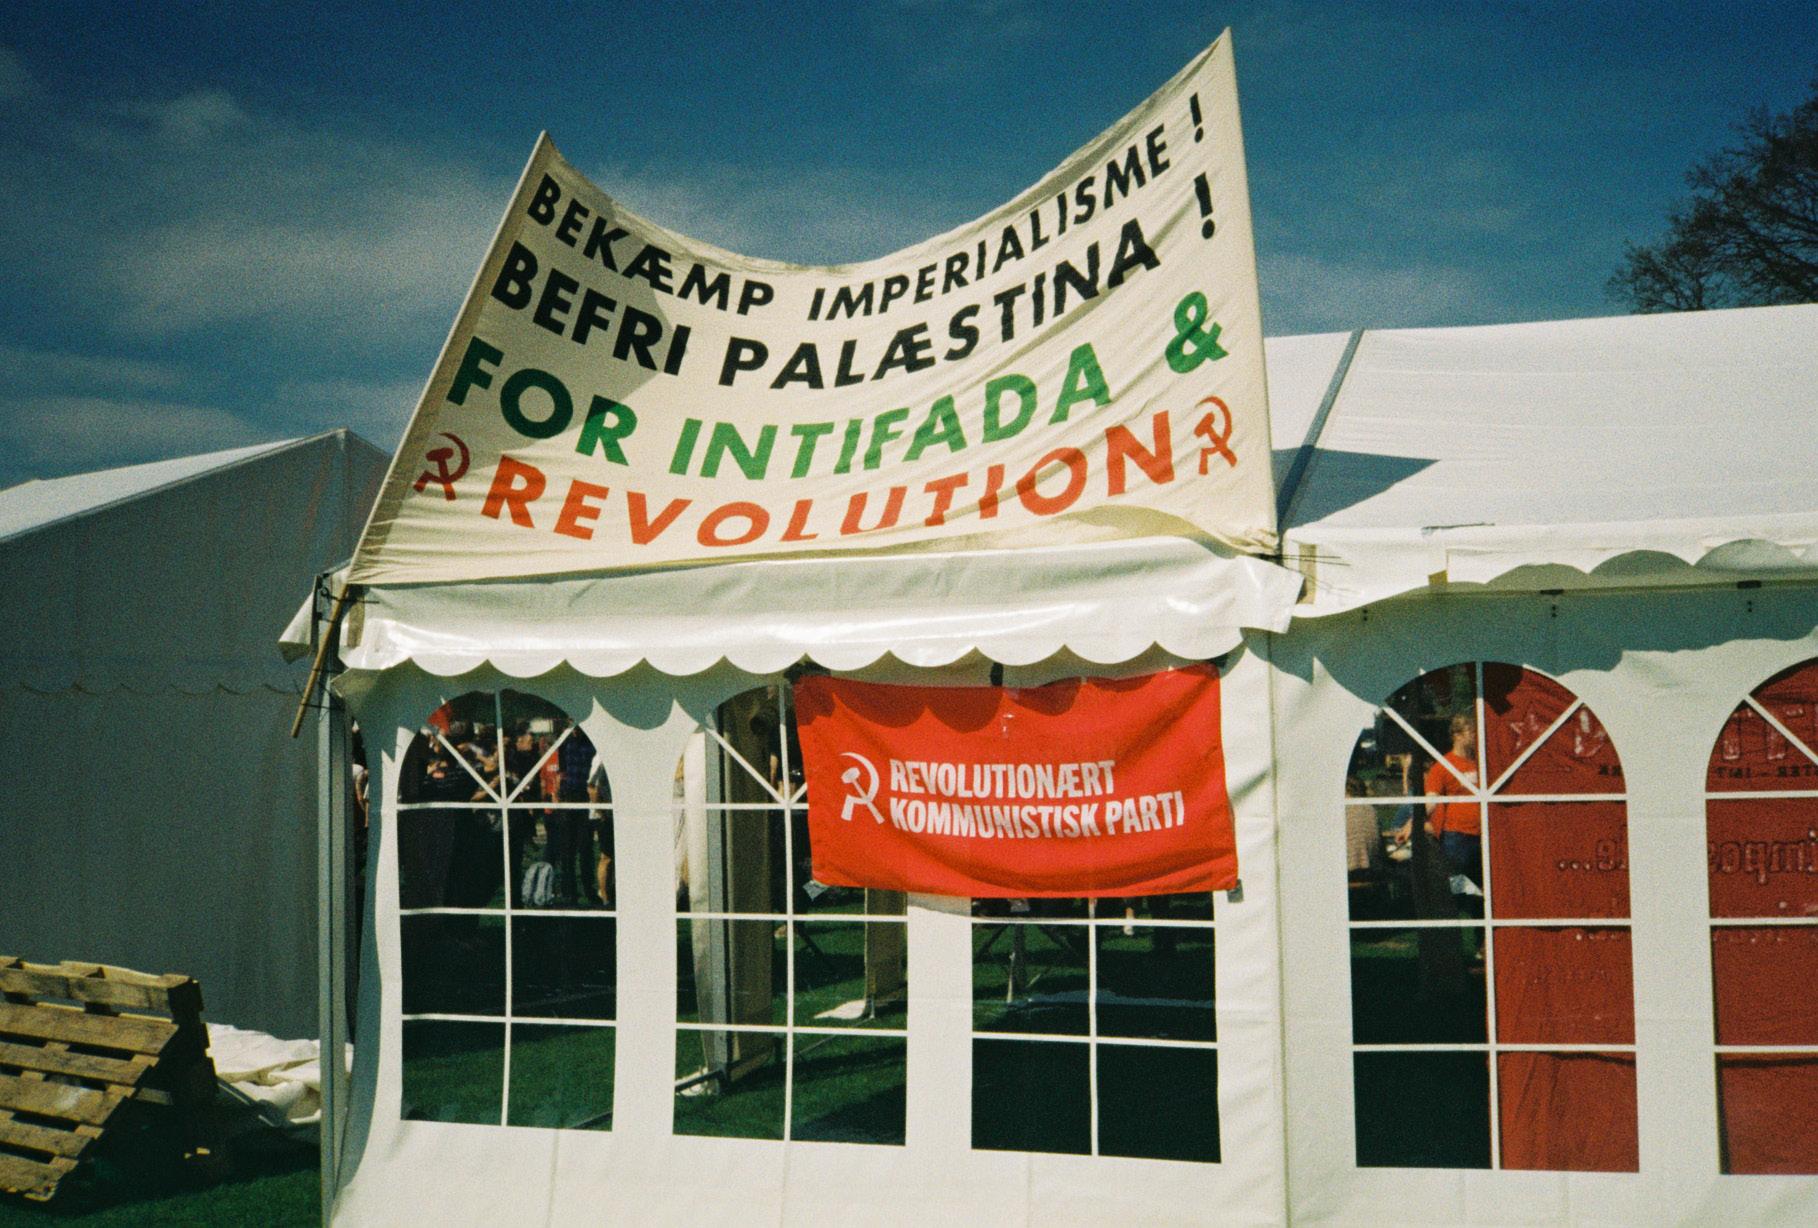 BEKÆMP IMPERIALISME!
BEFRI PALÆSTINA!
FOR INTIFADA &
REVOLUTION
REVOLUTIONÆRT
KOMMUNISTISK PARTI